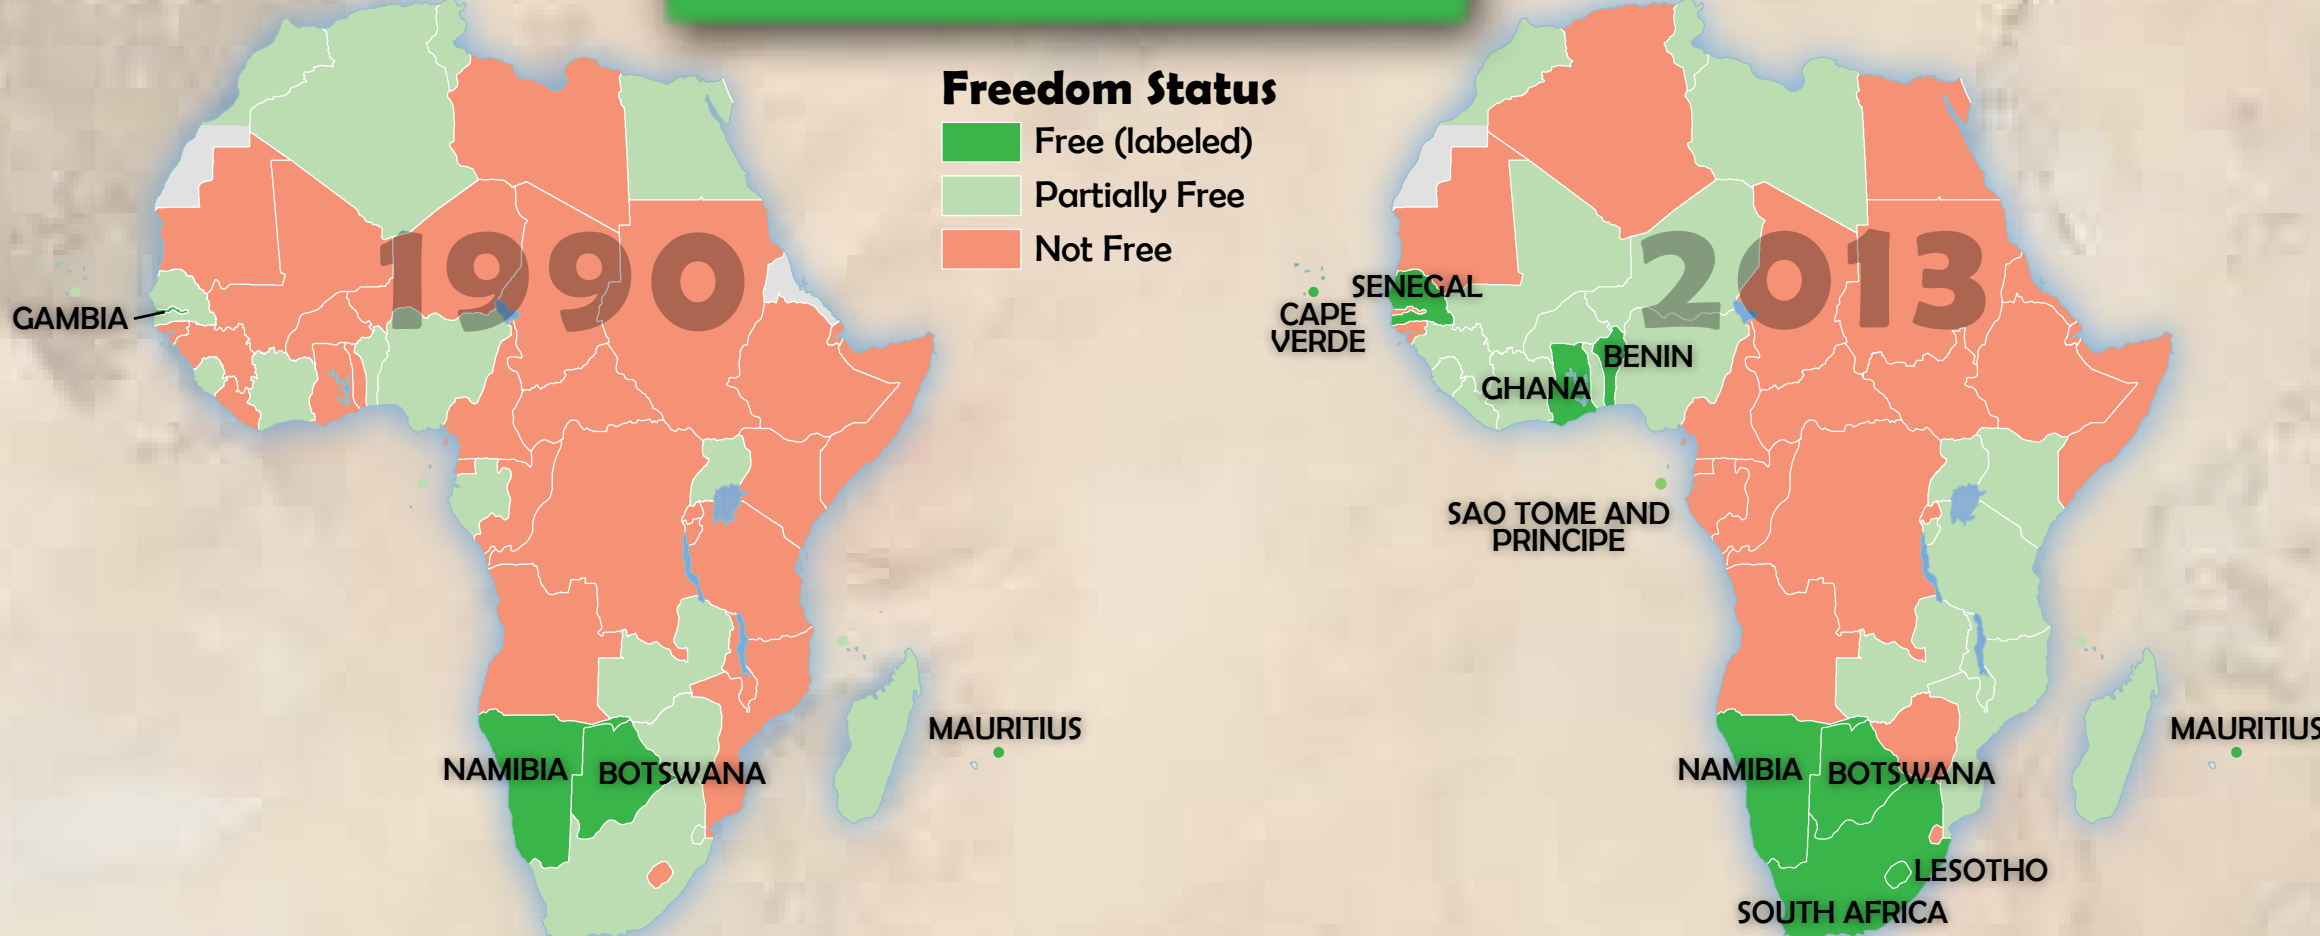 Freedom Status
Free (labeled)
Partially Free
Not Free
1990
GAMBIA
NAMIBIA
BOTSWANA
MAURITIUS
2013
SENEGAL
CAPE
VERDE
BENIN
GHANA
SAO TOME AND
PRINCIPE
MAURITIUS
NAMIBIA
BOTSWANA
LESOTHO
SOUTH AFRICA